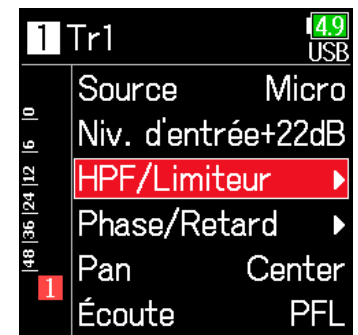 1 Tr1 4.9
USB
Source Micro
Niv. d'entrée+22dB
HPF/Limiteur
Phase/Retard
Pan Center
Écoute PFL
|48 |36 |24 |12 |6 |0
1